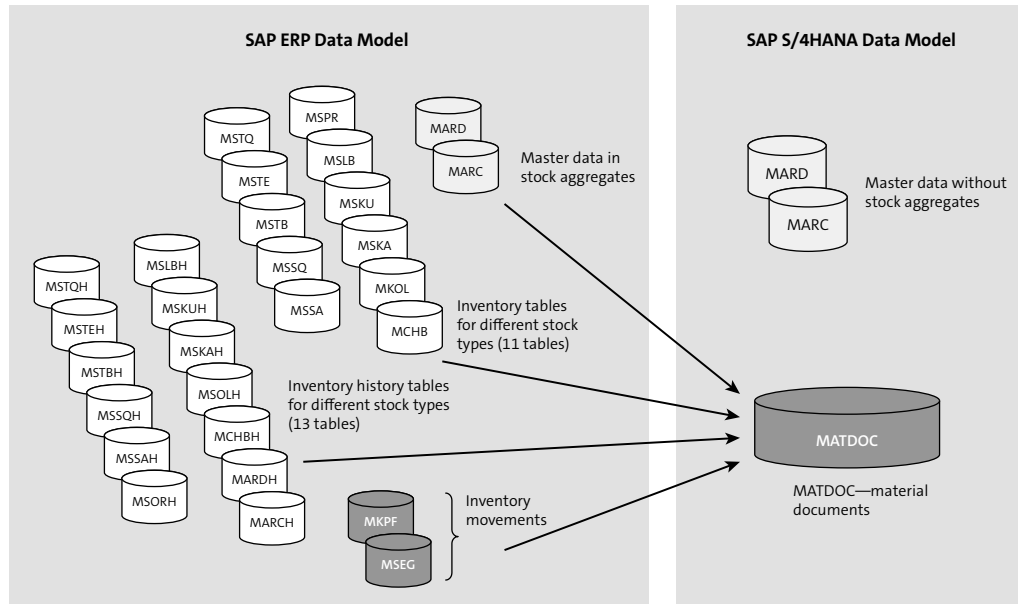 SAP ERP Data Model
MSTQ
MSTE
MSTB
MSSQ
MSSA
MSPR
MSLB
MSKU
MSKA
MKOL
MCHB
MARD
MARC
Master data in
stock aggregates
Inventory tables
for different stock
types (11 tables)
MSTQH
MSTEH
MSTBH
MSSQH
MSSAH
MSORH
MSLBH
MSKUH
MSKAH
MSOLH
MCHBH
MARDH
MARCH
Inventory history tables
for different stock types
(13 tables)
MKPF
MSEG
Inventory
movements
SAP S/4HANA Data Model
MARD
MARC
Master data without
stock aggregates
MATDOC
MATDOC—material
documents